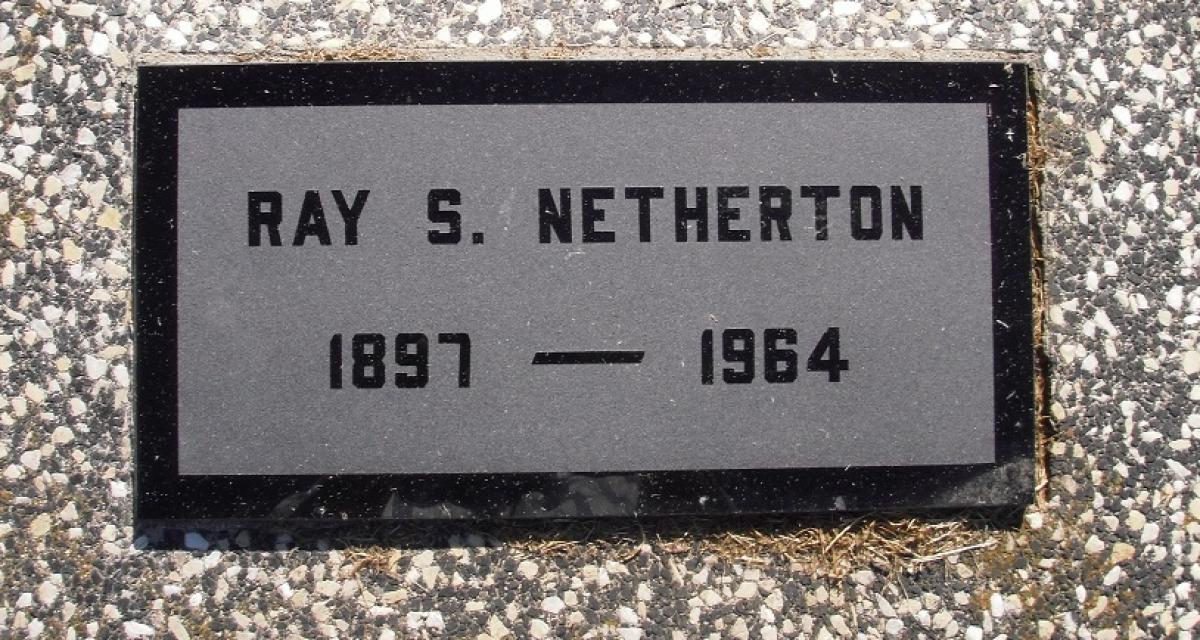 RAY S. NETHERTON
1897 — 1964